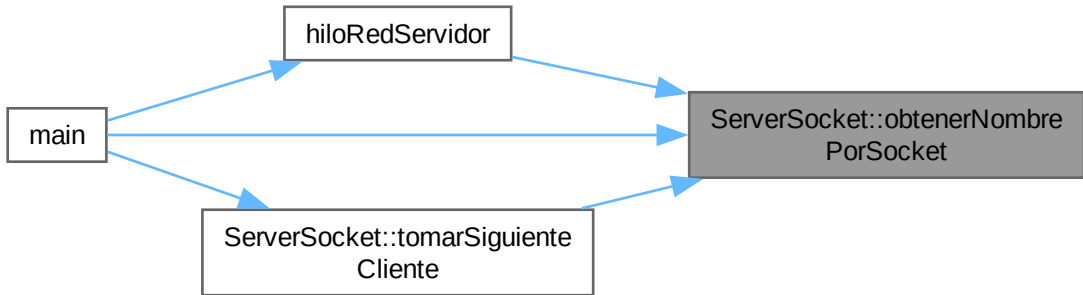 hiloRedServidor
ServerSocket::obtenerNombre
PorSocket
main
ServerSocket::tomarSiguiente
Cliente